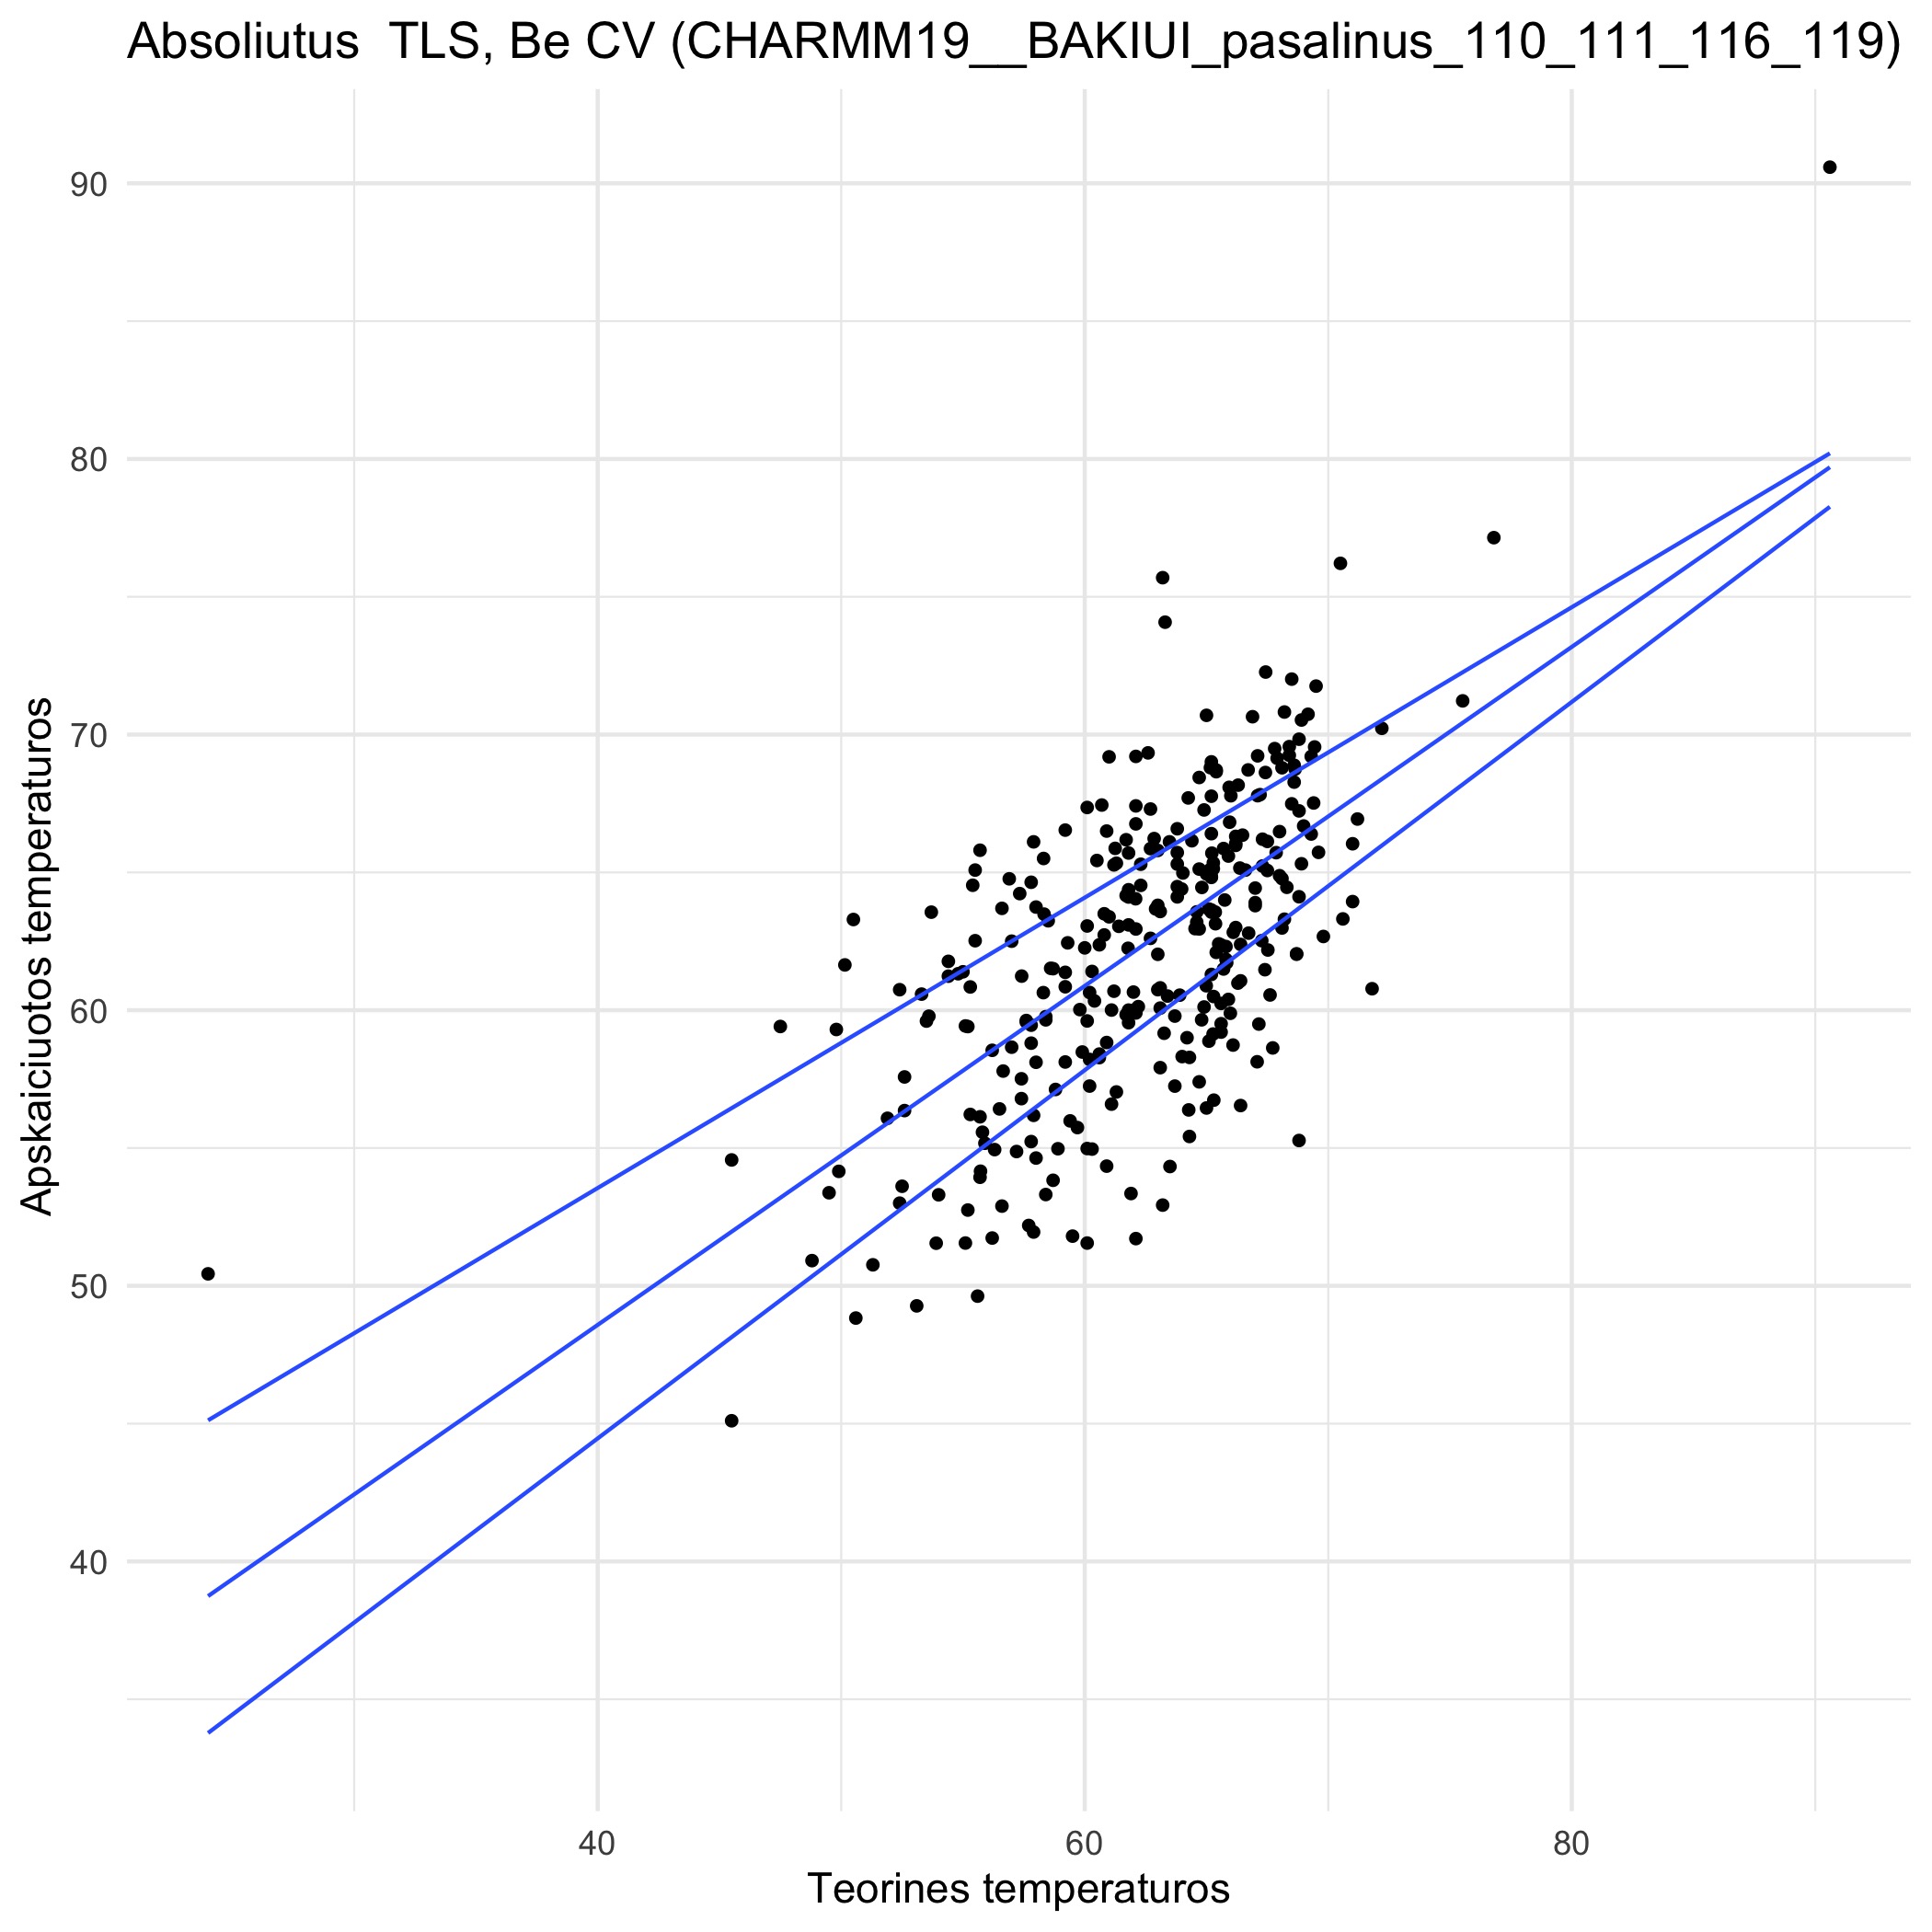 Absoliutus  TLS, Be CV (CHARMM19__BAKIUI_pasalinus_110_111_116_119)
90
80
70
60
50
40
Apskaiciuotos temperaturos
40 60 80
Teorines temperaturos